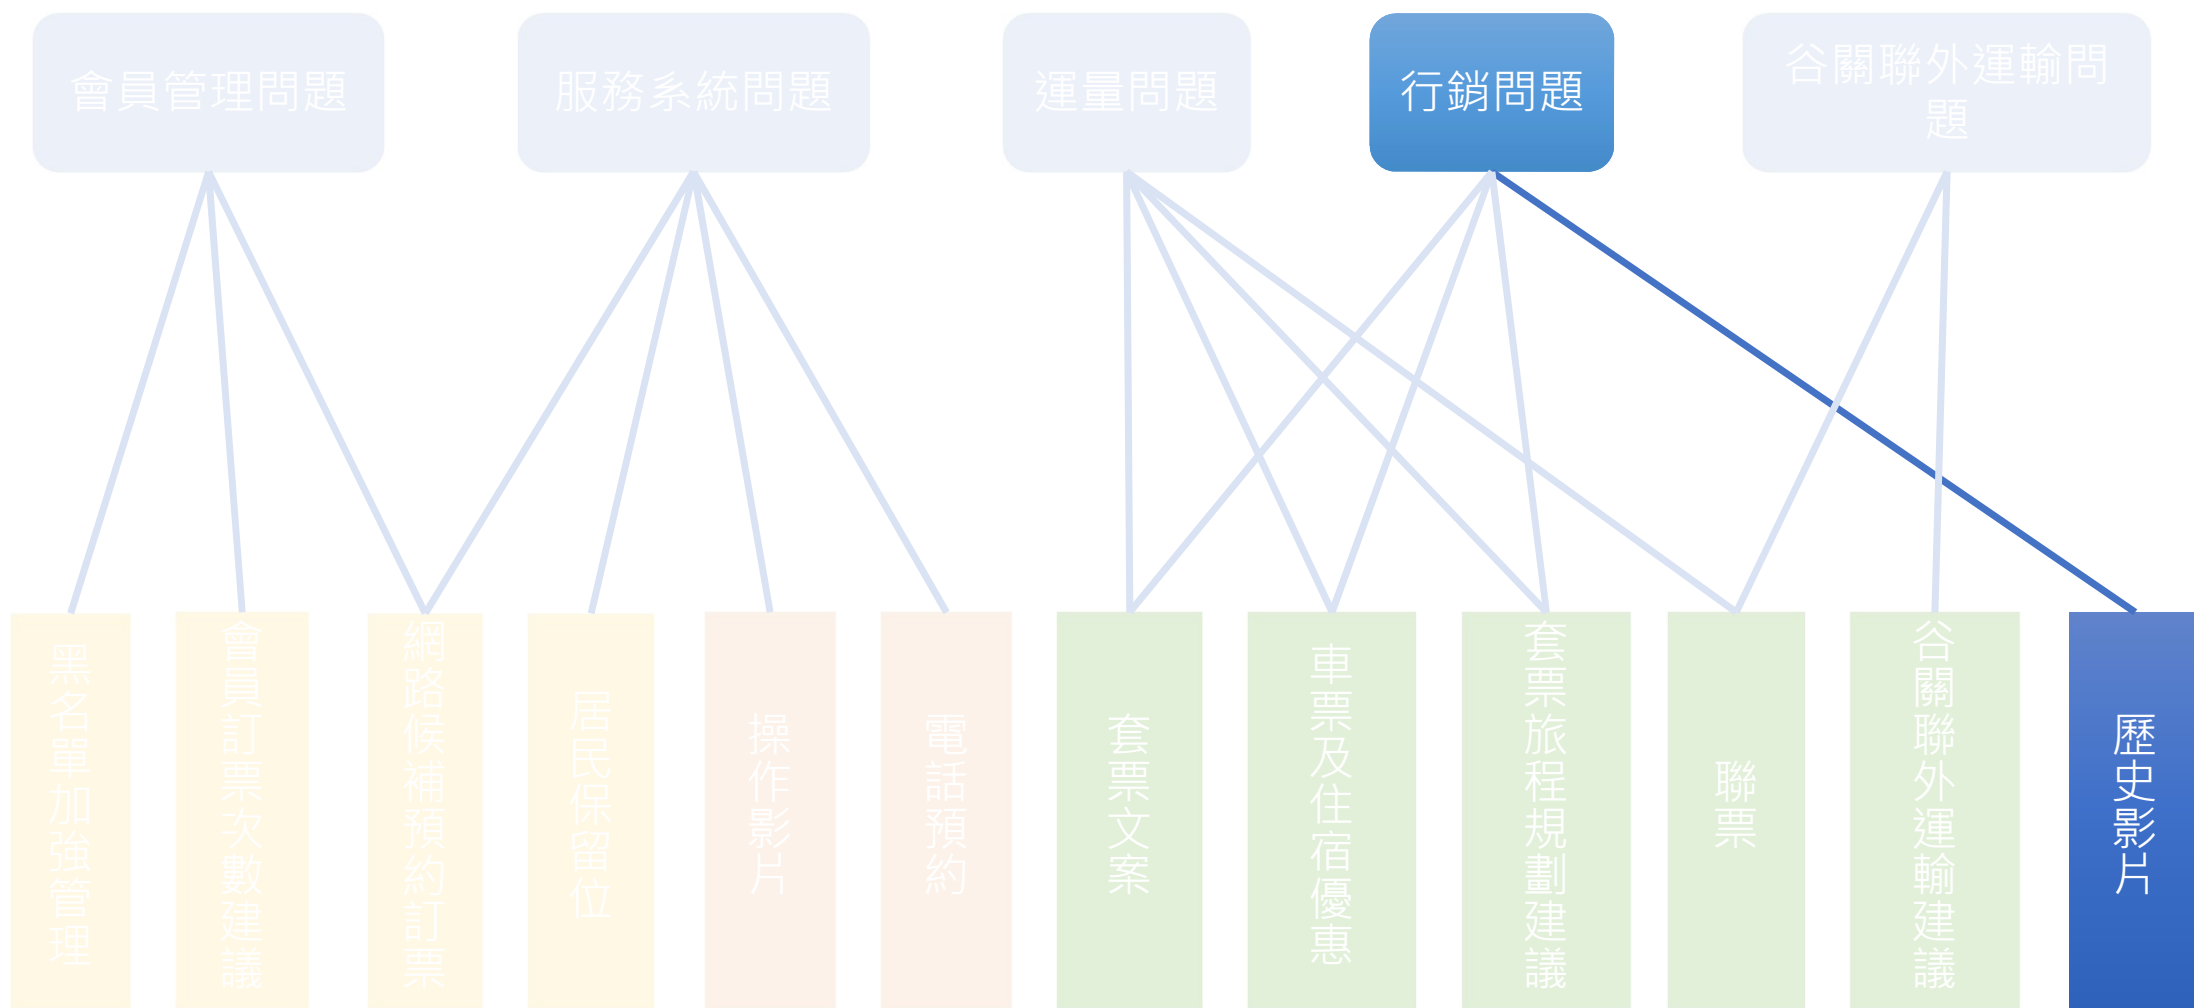 會員管理問題
服務系統問題
運量問題
行銷問題
谷關聯外運輸問
題
黑名單加強管理
會員訂票次數建議
網路候補預約訂票
居民保留位
操作影片
電話預約
套票文案
車票及住宿優惠
套票旅程規劃建議
聯票
谷關聯外運輸建議
歷史影片